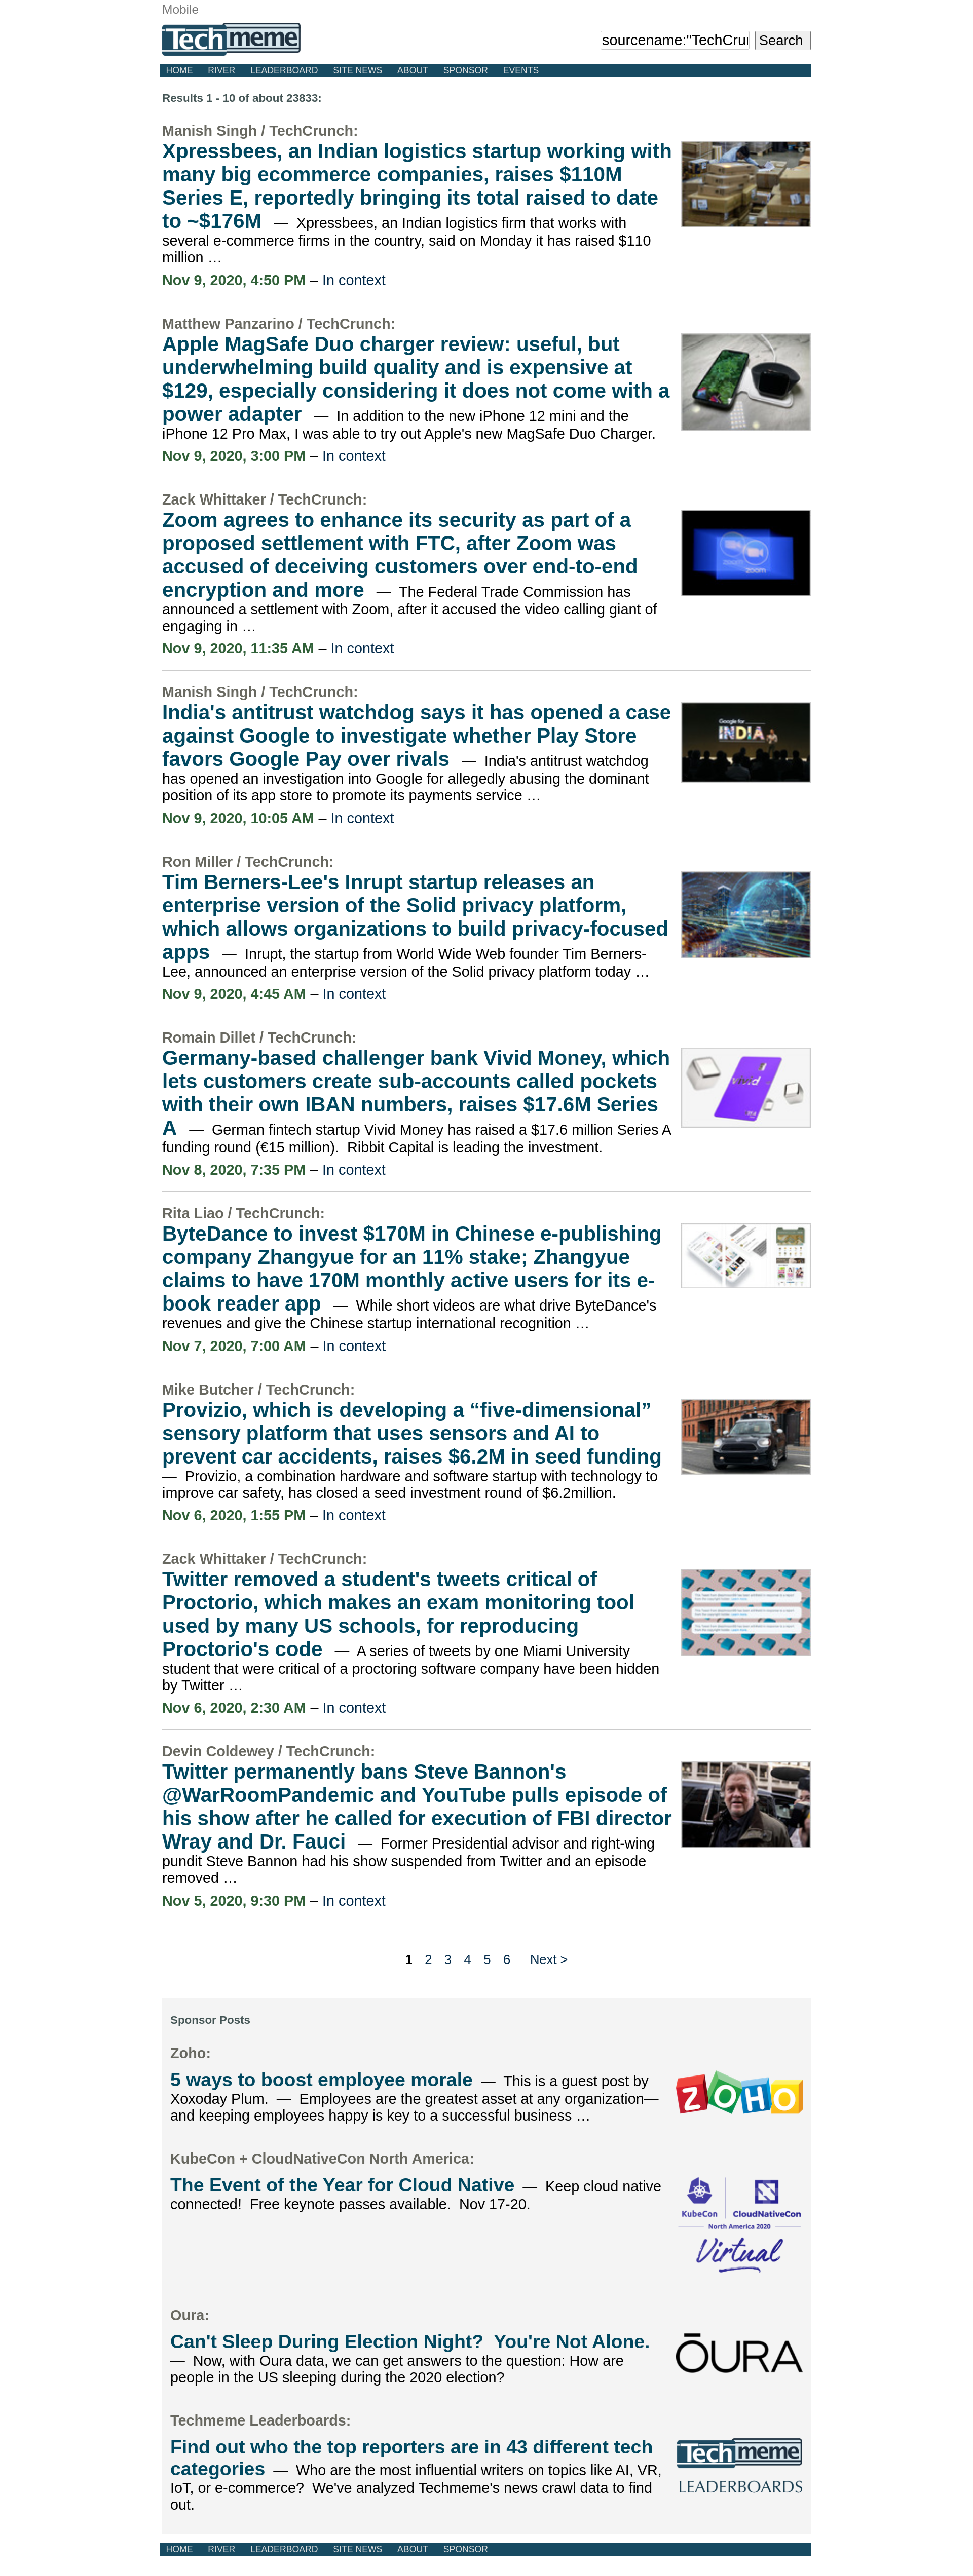 Mobile
Techmeme
sourcename:"TechCru
Search
HOME RIVER LEADERBOARD SITE NEWS ABOUT SPONSOR EVENTS
Results 1 - 10 of about 23833:
Manish Singh / TechCrunch:
Xpressbees, an Indian logistics startup working with
many big ecommerce companies, raises $110M
Series E, reportedly bringing its total raised to date
to ~$176M — Xpressbees, an Indian logistics firm that works with
several e-commerce firms in the country, said on Monday it has raised $110
million …
Nov 9, 2020, 4:50 PM – In context
Matthew Panzarino / TechCrunch:
Apple MagSafe Duo charger review: useful, but
underwhelming build quality and is expensive at
$129, especially considering it does not come with a
power adapter — In addition to the new iPhone 12 mini and the
iPhone 12 Pro Max, I was able to try out Apple's new MagSafe Duo Charger.
Nov 9, 2020, 3:00 PM – In context
Zack Whittaker / TechCrunch:
Zoom agrees to enhance its security as part of a
proposed settlement with FTC, after Zoom was
accused of deceiving customers over end-to-end
encryption and more — The Federal Trade Commission has
announced a settlement with Zoom, after it accused the video calling giant of
engaging in …
zoom
Nov 9, 2020, 11:35 AM – In context
Manish Singh / TechCrunch:
India's antitrust watchdog says it has opened a case
against Google to investigate whether Play Store
favors Google Pay over rivals — India's antitrust watchdog
has opened an investigation into Google for allegedly abusing the dominant
position of its app store to promote its payments service …
Google for
INDIA
Nov 9, 2020, 10:05 AM – In context
Ron Miller / TechCrunch:
Tim Berners-Lee's Inrupt startup releases an
enterprise version of the Solid privacy platform,
which allows organizations to build privacy-focused
apps — Inrupt, the startup from World Wide Web founder Tim Berners-
Lee, announced an enterprise version of the Solid privacy platform today …
Nov 9, 2020, 4:45 AM – In context
Romain Dillet / TechCrunch:
Germany-based challenger bank Vivid Money, which
lets customers create sub-accounts called pockets
with their own IBAN numbers, raises $17.6M Series
A — German fintech startup Vivid Money has raised a $17.6 million Series A
funding round (€15 million). Ribbit Capital is leading the investment.
vivid
Nov 8, 2020, 7:35 PM – In context
Rita Liao / TechCrunch:
ByteDance to invest $170M in Chinese e-publishing
company Zhangyue for an 11% stake; Zhangyue
claims to have 170M monthly active users for its e-
book reader app — While short videos are what drive ByteDance's
revenues and give the Chinese startup international recognition …
Nov 7, 2020, 7:00 AM – In context
Mike Butcher / TechCrunch:
Provizio, which is developing a “five-dimensional”
sensory platform that uses sensors and AI to
prevent car accidents, raises $6.2M in seed funding
— Provizio, a combination hardware and software startup with technology to
improve car safety, has closed a seed investment round of $6.2million.
Nov 6, 2020, 1:55 PM – In context
Zack Whittaker / TechCrunch:
Twitter removed a student's tweets critical of
Proctorio, which makes an exam monitoring tool
used by many US schools, for reproducing
Proctorio's code — A series of tweets by one Miami University
student that were critical of a proctoring software company have been hidden
by Twitter …
Nov 6, 2020, 2:30 AM – In context
Devin Coldewey / TechCrunch:
Twitter permanently bans Steve Bannon's
@WarRoomPandemic and YouTube pulls episode of
his show after he called for execution of FBI director
Wray and Dr. Fauci — Former Presidential advisor and right-wing
pundit Steve Bannon had his show suspended from Twitter and an episode
removed …
Nov 5, 2020, 9:30 PM – In context
1 2 3 4 5 6 Next >
Sponsor Posts
Zoho:
5 ways to boost employee morale — This is a guest post by
Xoxoday Plum. — Employees are the greatest asset at any organization—
and keeping employees happy is key to a successful business …
ZOHO
KubeCon + CloudNativeCon North America:
The Event of the Year for Cloud Native — Keep cloud native
connected! Free keynote passes available. Nov 17-20.
KubeCon CloudNativeCon
North America 2020
Virtual
Oura:
Can't Sleep During Election Night? You're Not Alone.
— Now, with Oura data, we can get answers to the question: How are
people in the US sleeping during the 2020 election?
ŌURA
Techmeme Leaderboards:
Find out who the top reporters are in 43 different tech
categories — Who are the most influential writers on topics like AI, VR,
IoT, or e-commerce? We've analyzed Techmeme's news crawl data to find
out.
Techmeme
LEADERBOARDS
HOME RIVER LEADERBOARD SITE NEWS ABOUT SPONSOR